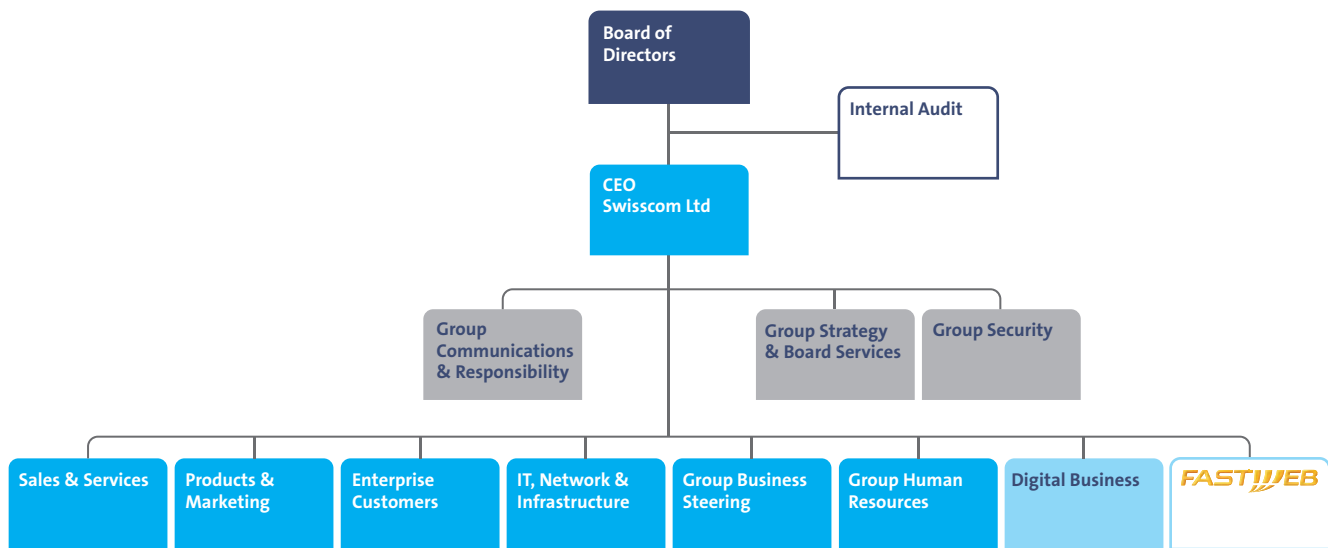 Board of
Directors
Internal Audit
CEO
Swisscom Ltd
Group
Communications
& Responsibility
Group Strategy
& Board Services
Group Security
Sales & Services
Products &
Marketing
Enterprise
Customers
IT, Network &
Infrastructure
Group Business
Steering
Group Human
Resources
Digital Business
FASTWEB